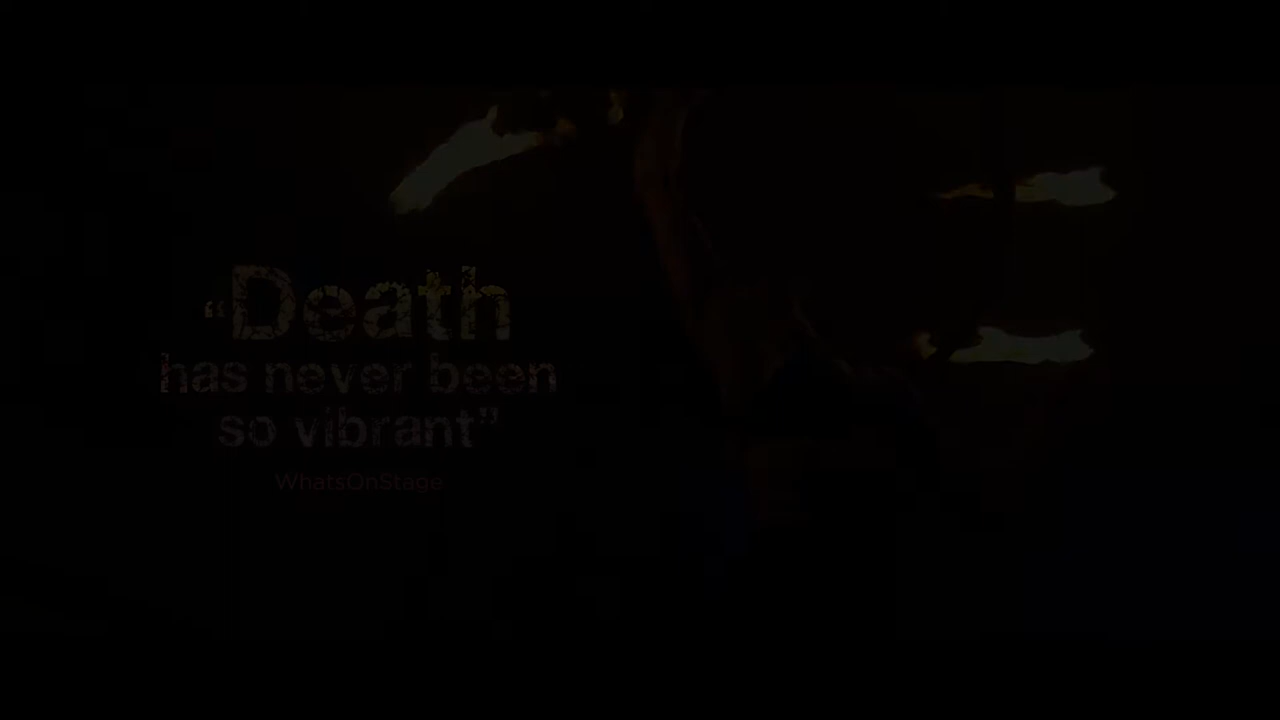 “Death
has never been
so vibrant”
WhatsOnStage